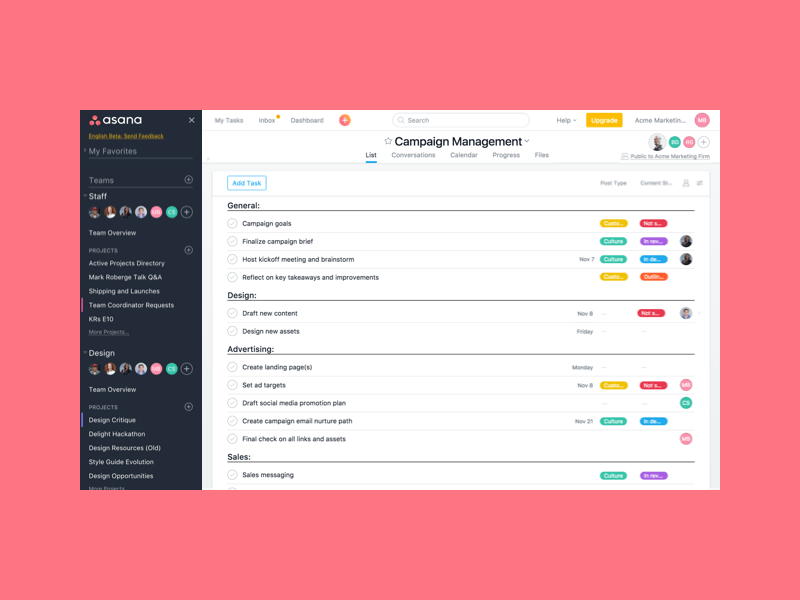 asana
English Beta: Send Feedback
My Favorites
Teams
Staff
MB CS
Team Overview
PROJECTS
Active Projects Directory
Mark Roberge Talk Q&A
Shipping and Launches
Team Coordinator Requests
KRs E10
More Projects...
Design
MB CS
Team Overview
PROJECTS
Design Critique
Delight Hackathon
Design Resources (Old)
Style Guide Evolution
Design Opportunities
More Projects
My Tasks Inbox Dashboard Search Help Upgrade Acme Marketin... MB
Campaign Management
List Conversations Calendar Progress Files
Public to Acme Marketing Firm
Add Task Post Type Content St...
General:
Campaign goals Custo... Not s...
Finalize campaign brief Culture In rev...
Host kickoff meeting and brainstorm Nov 7 Culture In de...
Reflect on key takeaways and improvements Custo... Outlin...
Design:
Draft new content Nov 8 — Not s...
Design new assets Friday — —
Advertising:
Create landing page(s) Monday — —
Set ad targets Nov 8 Custo... Not s... MB
Draft social media promotion plan — — CS
Create campaign email nurture path Nov 21 Culture In de...
Final check on all links and assets MB
Sales:
Sales messaging Culture In rev...